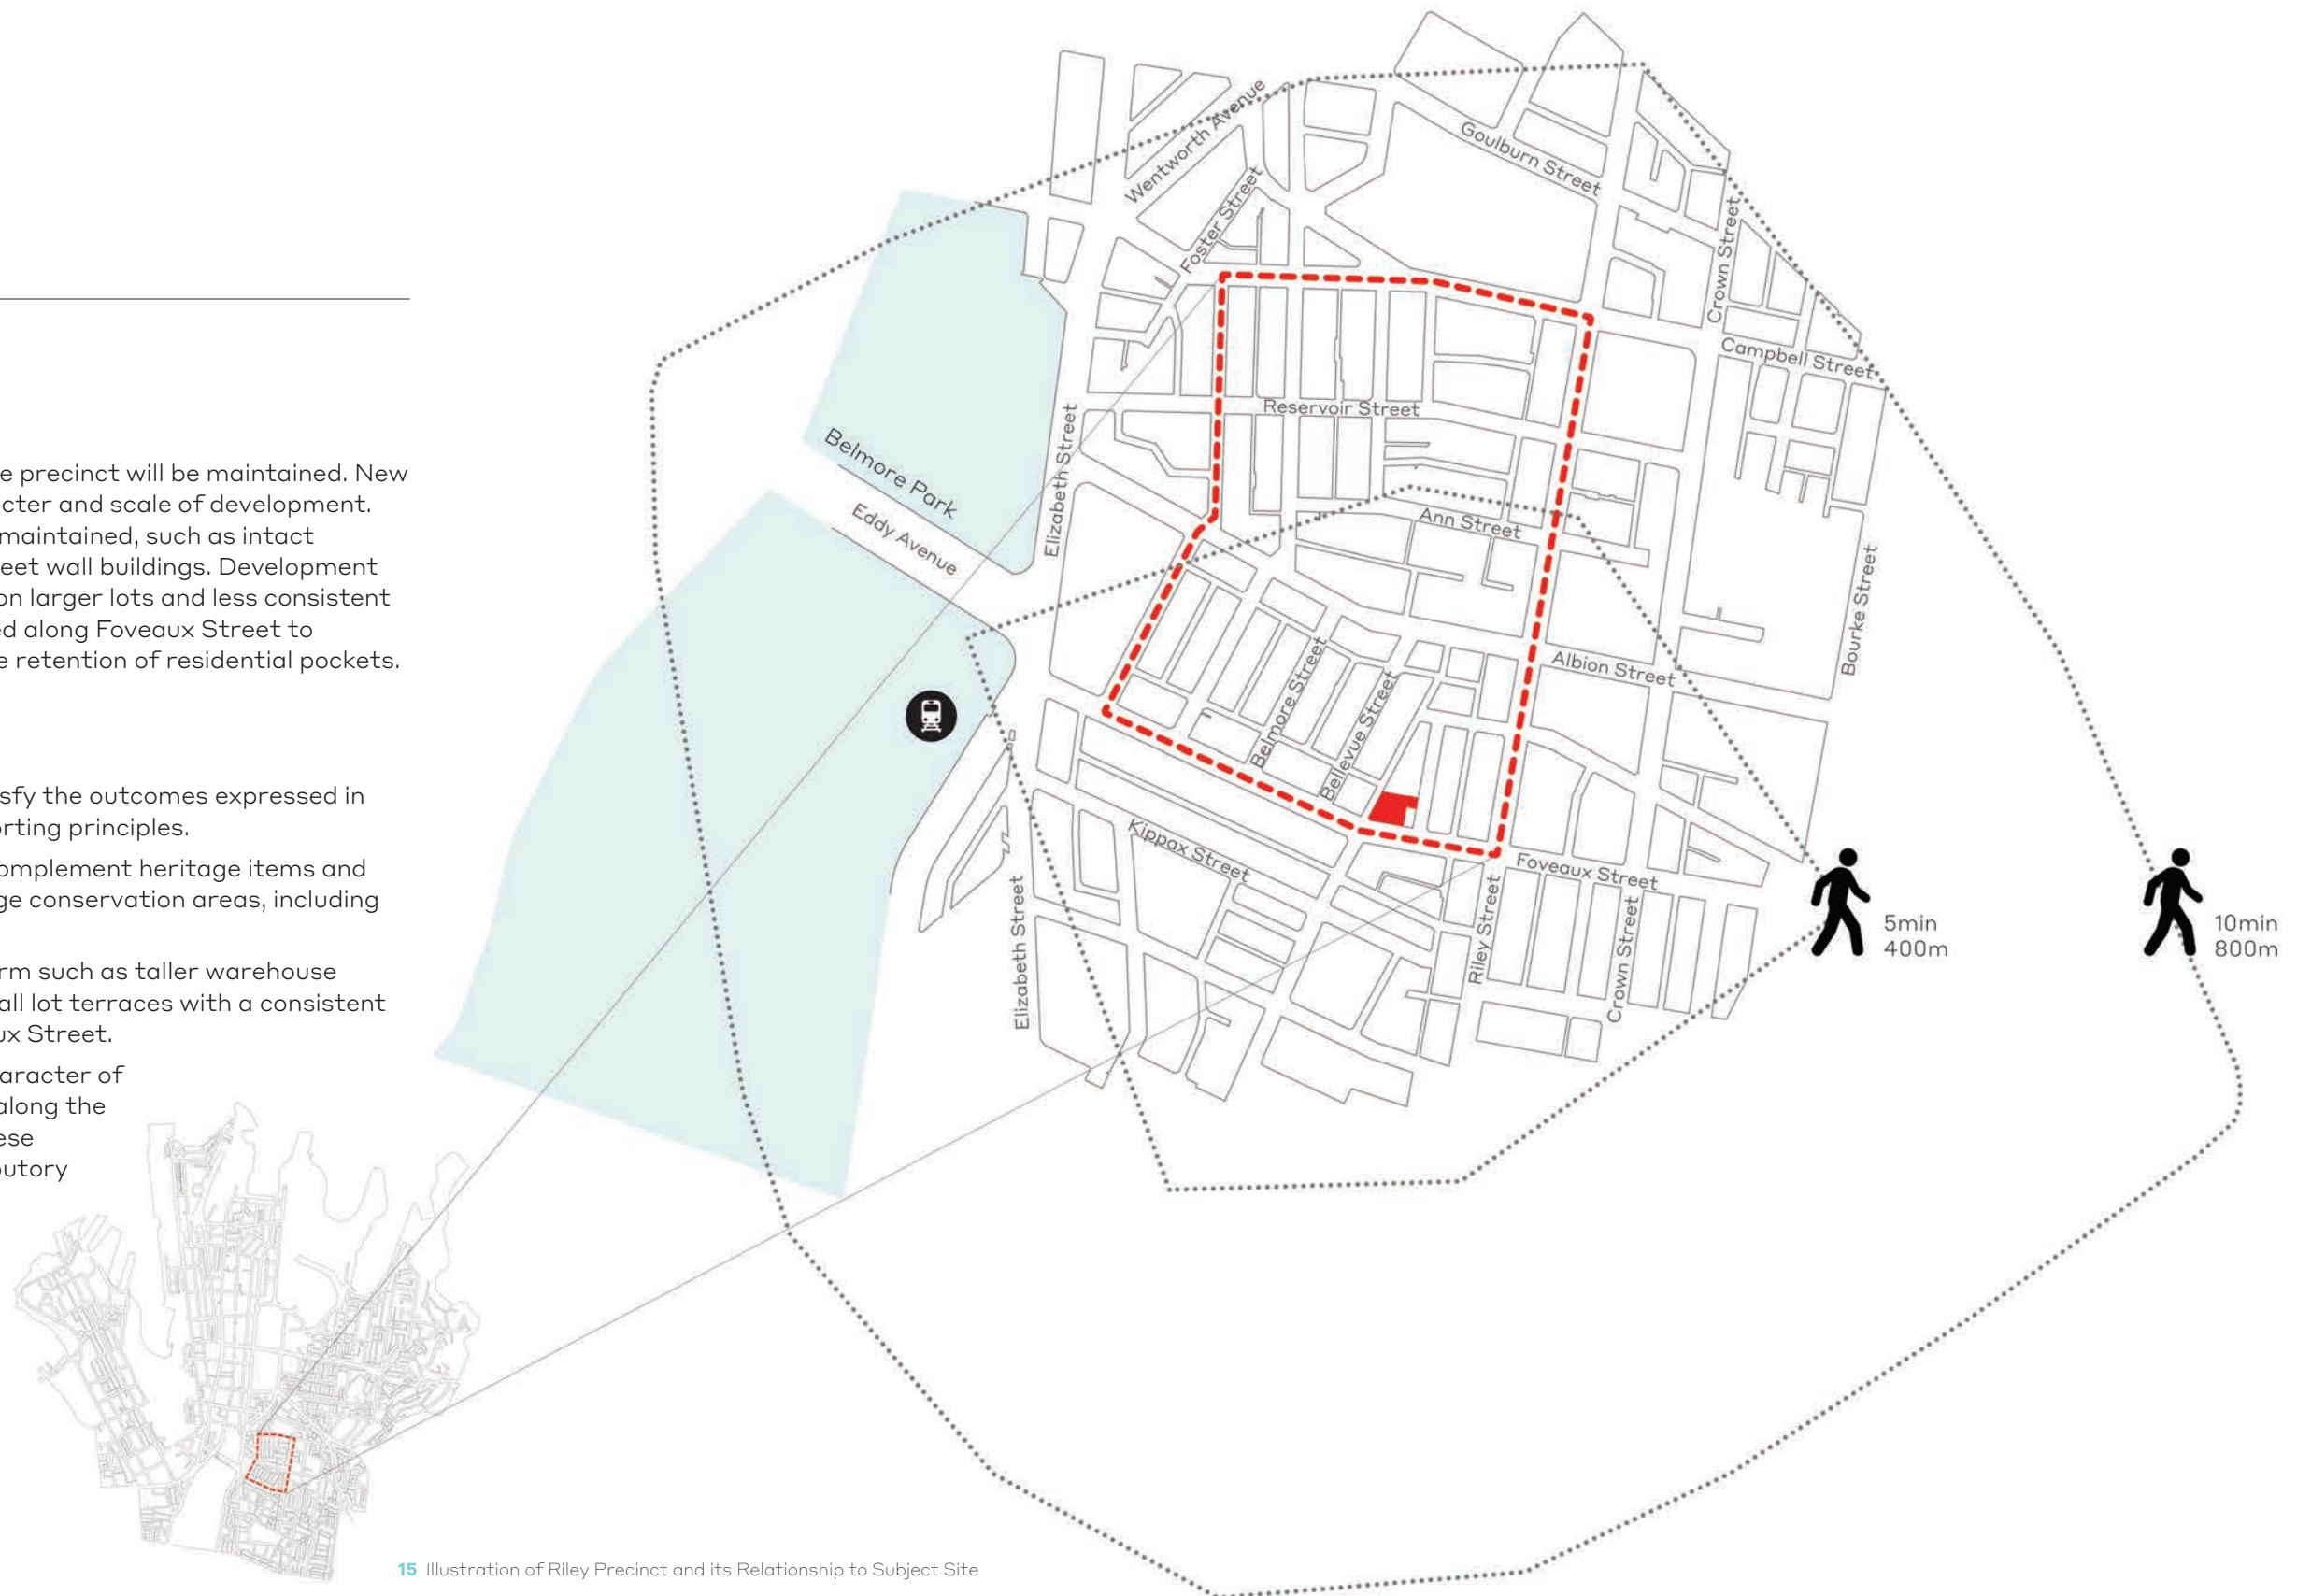 e precinct will be maintained. New
cter and scale of development.
maintained, such as intact
eet wall buildings. Development
on larger lots and less consistent
ed along Foveaux Street to
e retention of residential pockets.
sfy the outcomes expressed in
orting principles.
omplement heritage items and
ge conservation areas, including
rm such as taller warehouse
all lot terraces with a consistent
ux Street.
aracter of
along the
ese
outory
Wentworth Avenue
Foster Street
Goulburn Street
Crown Street
Campbell Street
Reservoir Street
Elizabeth Street
Belmore Park
Eddy Avenue
Ann Street
Bourke Street
Albion Street
Belmore Street
Bellevue Street
Kippax Street
Foveaux Street
Elizabeth Street
Riley Street
Crown Street
5min
400m
10min
800m
15 Illustration of Riley Precinct and its Relationship to Subject Site